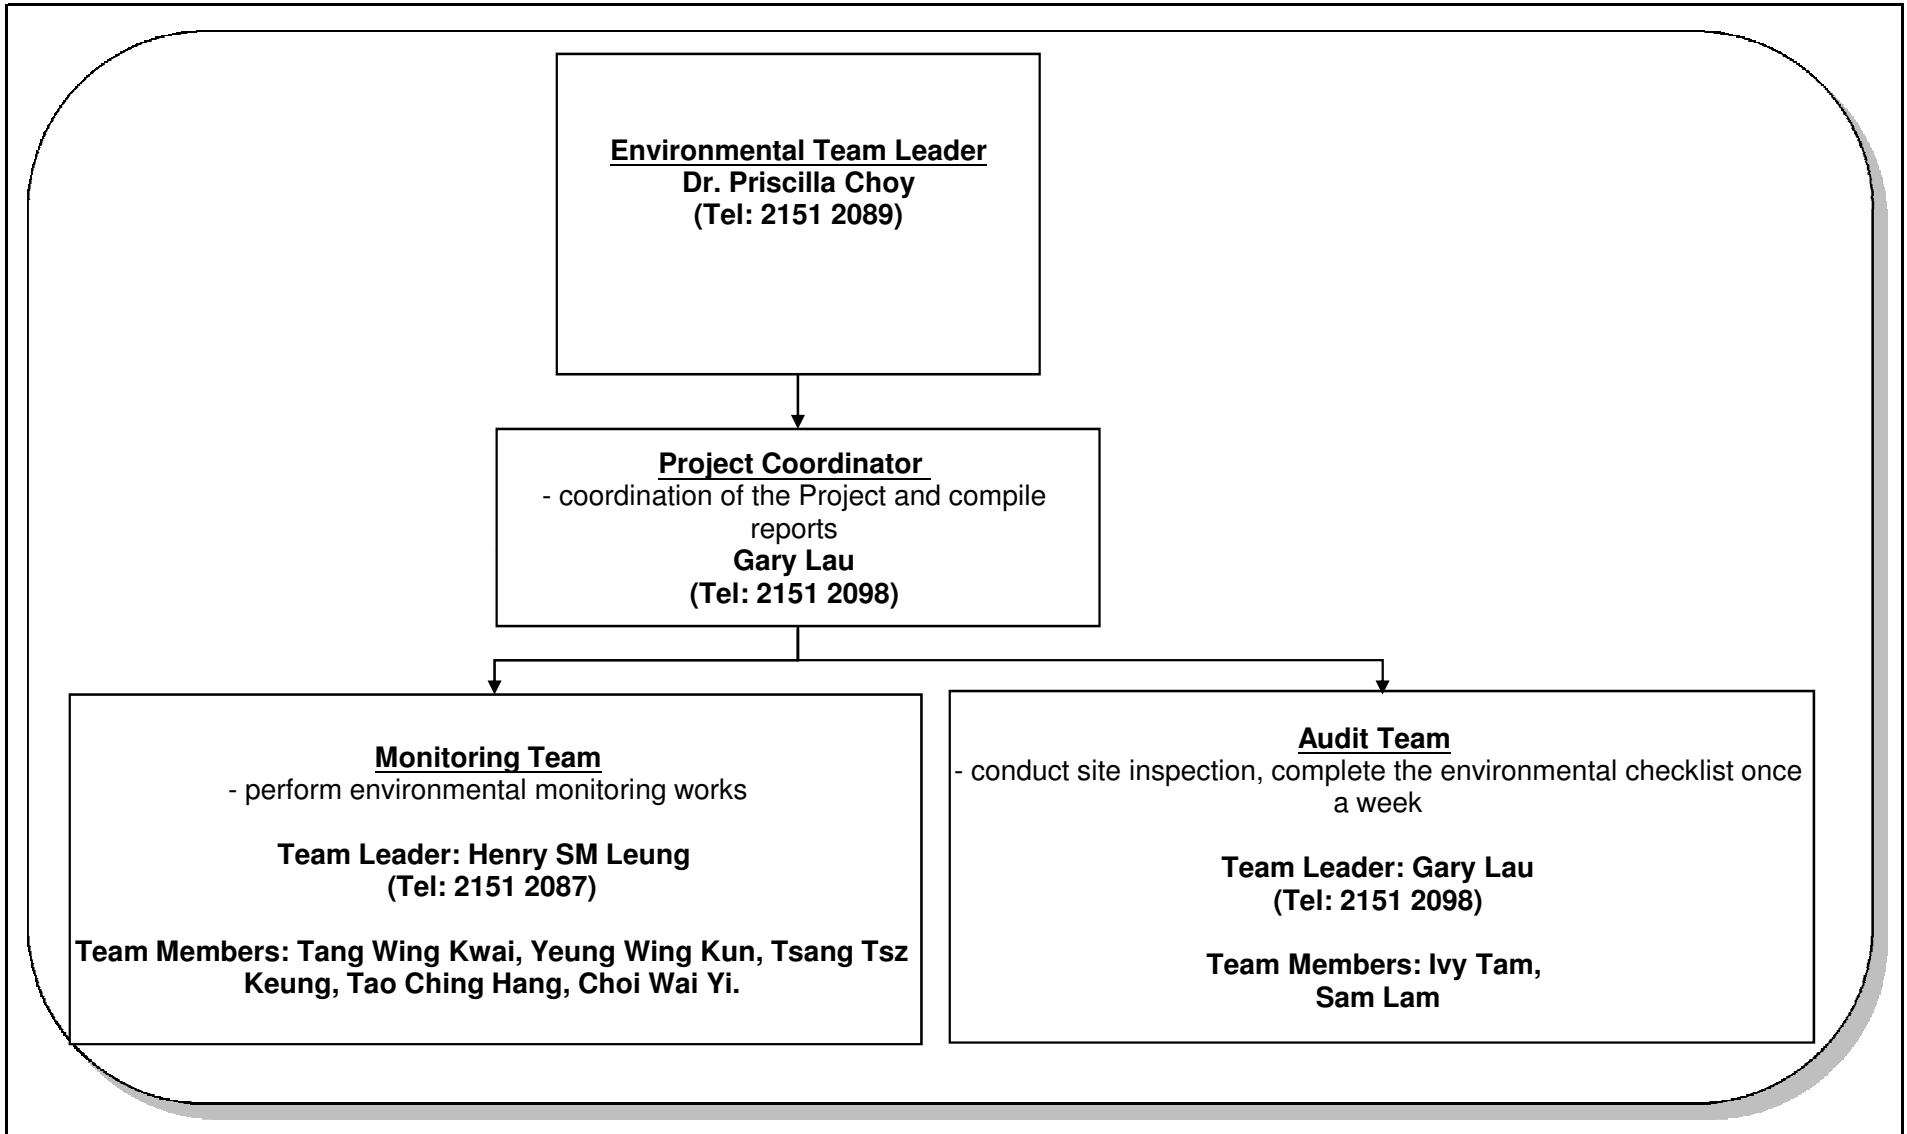 Environmental Team Leader
Dr. Priscilla Choy
(Tel: 2151 2089)
Project Coordinator
- coordination of the Project and compile
reports
Gary Lau
(Tel: 2151 2098)
Monitoring Team
- perform environmental monitoring works
Team Leader: Henry SM Leung
(Tel: 2151 2087)
Team Members: Tang Wing Kwai, Yeung Wing Kun, Tsang Tsz
Keung, Tao Ching Hang, Choi Wai Yi.
Audit Team
- conduct site inspection, complete the environmental checklist once
a week
Team Leader: Gary Lau
(Tel: 2151 2098)
Team Members: Ivy Tam,
Sam Lam